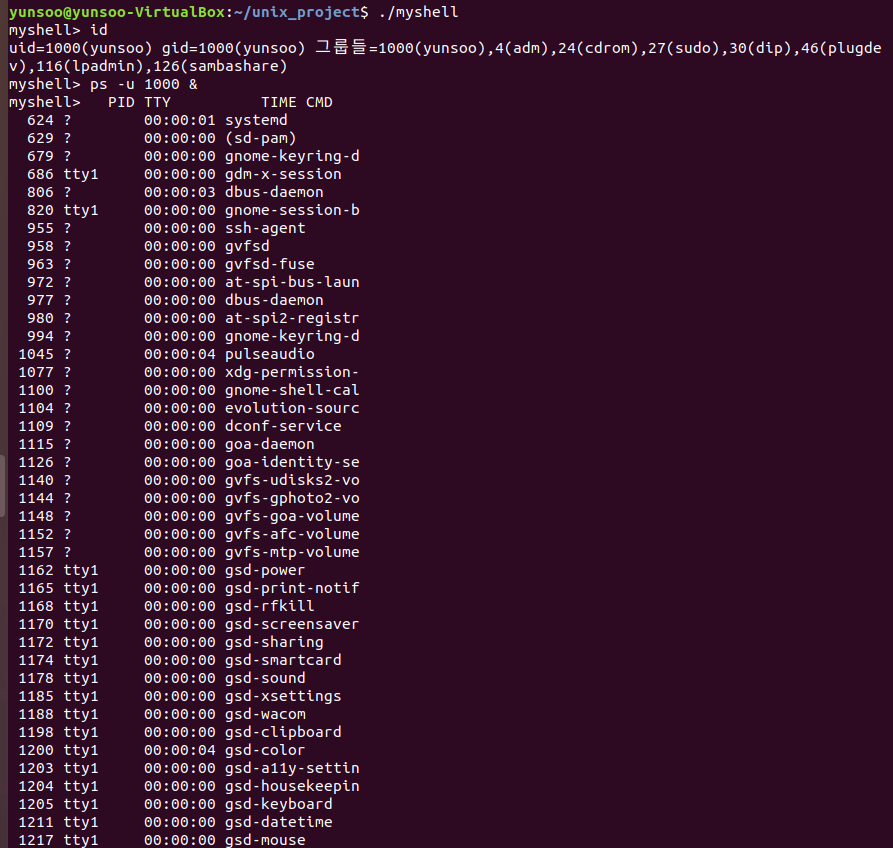 yunsoo@yunsoo-VirtualBox:~/unix_project$ ./myshell
myshell> id
uid=1000(yunsoo) gid=1000(yunsoo) 그룹들=1000(yunsoo),4(adm),24(cdrom),27(sudo),30(dip),46(plugde
v),116(lpadmin),126(sambashare)
myshell> ps -u 1000 &
myshell>   PID TTY          TIME CMD
  624 ?        00:00:01 systemd
  629 ?        00:00:00 (sd-pam)
  679 ?        00:00:00 gnome-keyring-d
  686 tty1     00:00:00 gdm-x-session
  806 ?        00:00:03 dbus-daemon
  820 tty1     00:00:00 gnome-session-b
  955 ?        00:00:00 ssh-agent
  958 ?        00:00:00 gvfsd
  963 ?        00:00:00 gvfsd-fuse
  972 ?        00:00:00 at-spi-bus-laun
  977 ?        00:00:00 dbus-daemon
  980 ?        00:00:00 at-spi2-registr
  994 ?        00:00:00 gnome-keyring-d
 1045 ?        00:00:04 pulseaudio
 1077 ?        00:00:00 xdg-permission-
 1100 ?        00:00:00 gnome-shell-cal
 1104 ?        00:00:00 evolution-sourc
 1109 ?        00:00:00 dconf-service
 1115 ?        00:00:00 goa-daemon
 1126 ?        00:00:00 goa-identity-se
 1140 ?        00:00:00 gvfs-udisks2-vo
 1144 ?        00:00:00 gvfs-gphoto2-vo
 1148 ?        00:00:00 gvfs-goa-volume
 1152 ?        00:00:00 gvfs-afc-volume
 1157 ?        00:00:00 gvfs-mtp-volume
 1162 tty1     00:00:00 gsd-power
 1165 tty1     00:00:00 gsd-print-notif
 1168 tty1     00:00:00 gsd-rfkill
 1170 tty1     00:00:00 gsd-screensaver
 1172 tty1     00:00:00 gsd-sharing
 1174 tty1     00:00:00 gsd-smartcard
 1178 tty1     00:00:00 gsd-sound
 1185 tty1     00:00:00 gsd-xsettings
 1188 tty1     00:00:00 gsd-wacom
 1198 tty1     00:00:00 gsd-clipboard
 1200 tty1     00:00:04 gsd-color
 1203 tty1     00:00:00 gsd-a11y-settin
 1204 tty1     00:00:00 gsd-housekeepin
 1205 tty1     00:00:00 gsd-keyboard
 1211 tty1     00:00:00 gsd-datetime
 1217 tty1     00:00:00 gsd-mouse